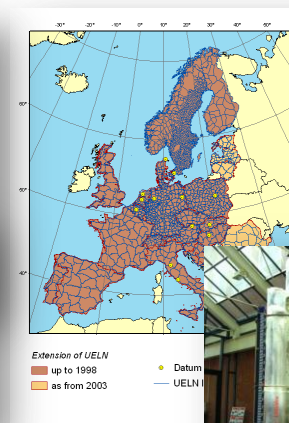 -30° -20° -10° 0° 10° 20° 30° 40° 50° 60°
60°
50°
40°
Extension of UELN
up to 1998
Datum
as from 2003
UELN